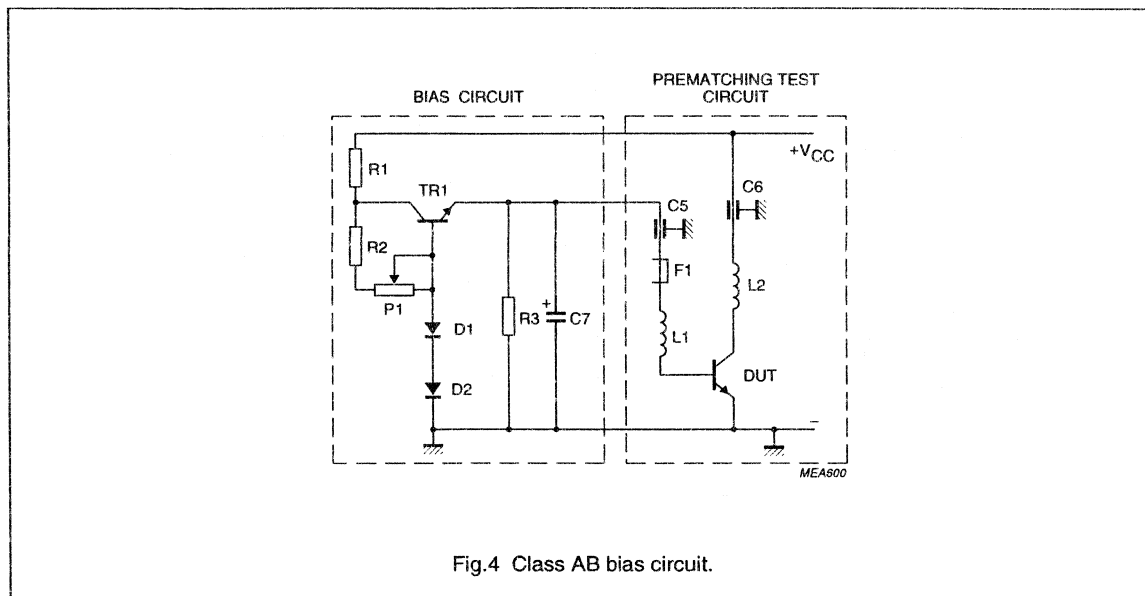 BIAS CIRCUIT
PREMATCHING TEST
CIRCUIT
+VCC
R1
TR1
C5
C6
R2
F1
L2
P1
D1
R3
+
C7
L1
D2
DUT
–
MEA600
Fig.4 Class AB bias circuit.